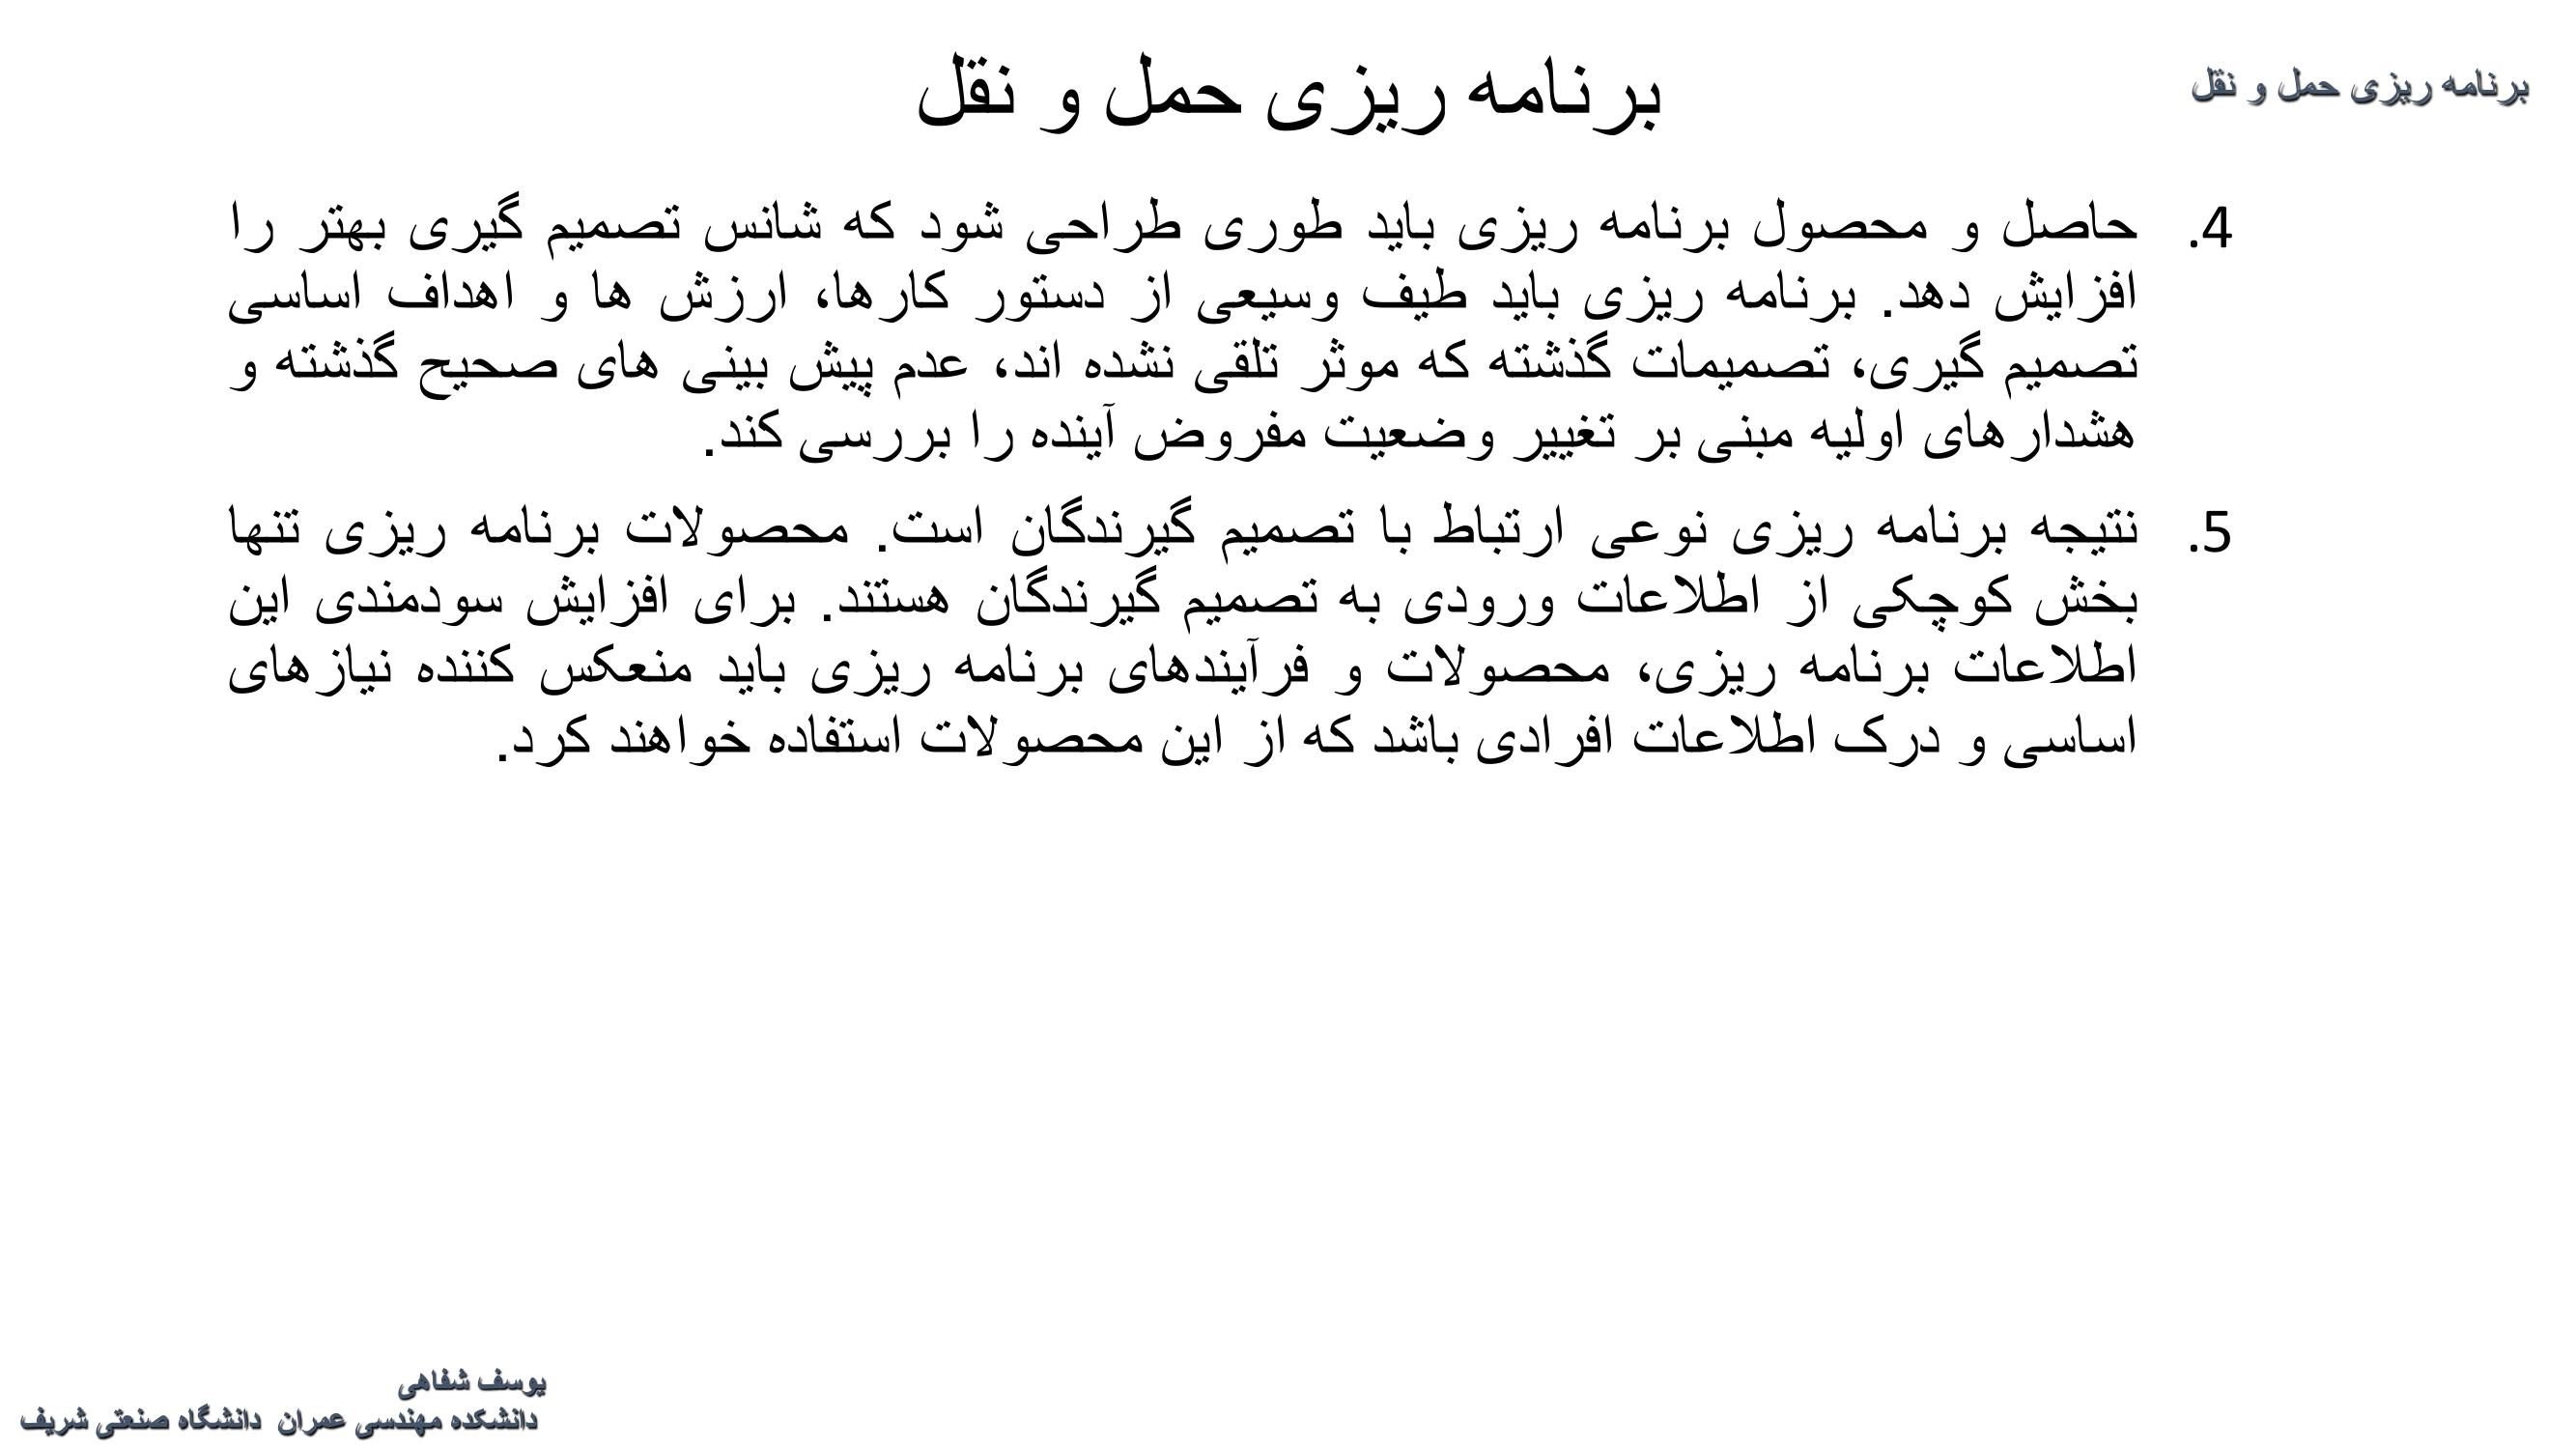 برنامه ریزی حمل و نقل
برنامه ریزی حمل و نقل
4. حاصل و محصول برنامه ریزی باید طوری طراحی شود که شانس تصمیم گیری بهتر را
افزایش دهد. برنامه ریزی باید طیف وسیعی از دستور کارها، ارزش ها و اهداف اساسی
تصمیم گیری، تصمیمات گذشته که موثر تلقی نشده اند، عدم پیش بینی های صحیح گذشته و
هشدارهای اولیه مبنی بر تغییر وضعیت مفروض آینده را بررسی کند.
5. نتیجه برنامه ریزی نوعی ارتباط با تصمیم گیرندگان است. محصولات برنامه ریزی تنها
بخش کوچکی از اطلاعات ورودی به تصمیم گیرندگان هستند. برای افزایش سودمندی این
اطلاعات برنامه ریزی، محصولات و فرآیندهای برنامه ریزی باید منعکس کننده نیازهای
اساسی و درک اطلاعات افرادی باشد که از این محصولات استفاده خواهند کرد.
یوسف شفاهی
دانشکده مهندسی عمران دانشگاه صنعتی شریف